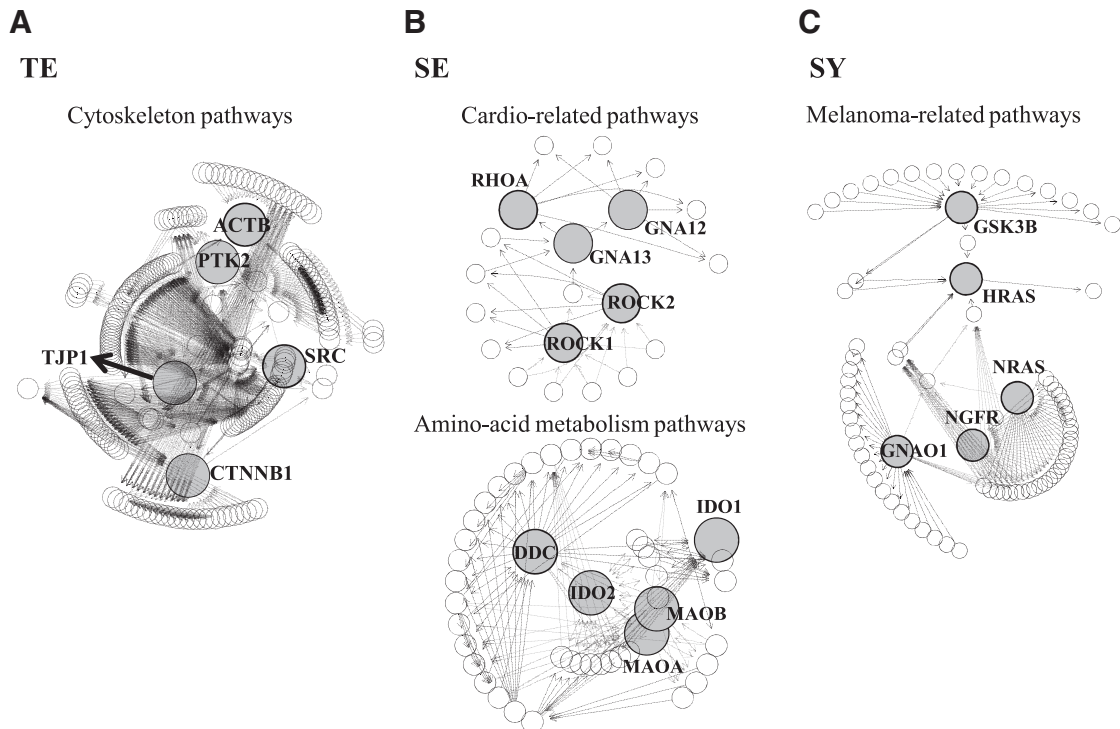 A
TE
Cytoskeleton pathways
ACTB
PTK2
TJP1
SRC
CTNNB1
B
SE
Cardio-related pathways
RHOA
GNA12
GNA13
ROCK2
ROCK1
Amino-acid metabolism pathways
IDO1
DDC
IDO2
MAOB
MAOA
C
SY
Melanoma-related pathways
GSK3B
HRAS
NRAS
NGFR
GNAO1